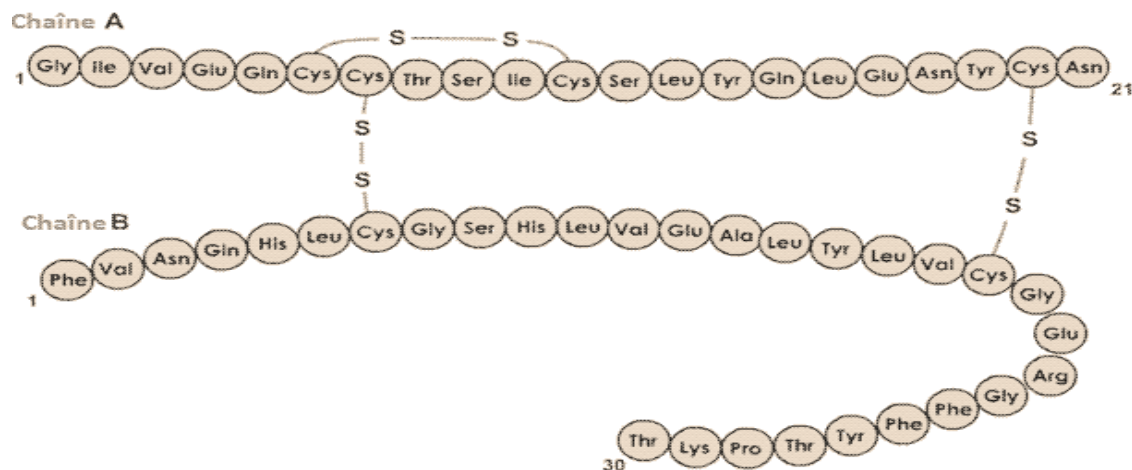 Chaîne A
S S
Gly Ile Val Glu Gln Cys Cys Thr Ser Ile Cys Ser Leu Tyr Gln Leu Glu Asn Tyr Cys Asn
1 21
S S
S S
Chaîne B
Phe Val Asn Gln His Leu Cys Gly Ser His Leu Val Glu Ala Leu Tyr Leu Val Cys Gly Glu Arg Gly Phe Phe Tyr Thr Pro Lys Thr
1 30